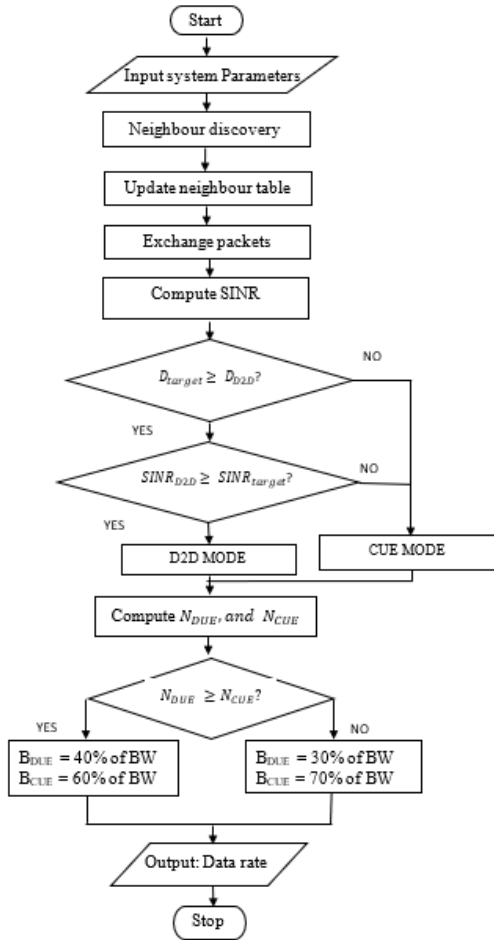 Start
Input system Parameters
Neighbour discovery
Update neighbour table
Exchange packets
Compute SINR
D_target ≥ D_D2D?
NO
YES
SINR_D2D ≥ SINR_target?
NO
YES
D2D MODE
CUE MODE
Compute N_DUE, and N_CUE
N_DUE ≥ N_CUE?
YES
NO
B_DUE = 40% of BW
B_CUE = 60% of BW
B_DUE = 30% of BW
B_CUE = 70% of BW
Output: Data rate
Stop